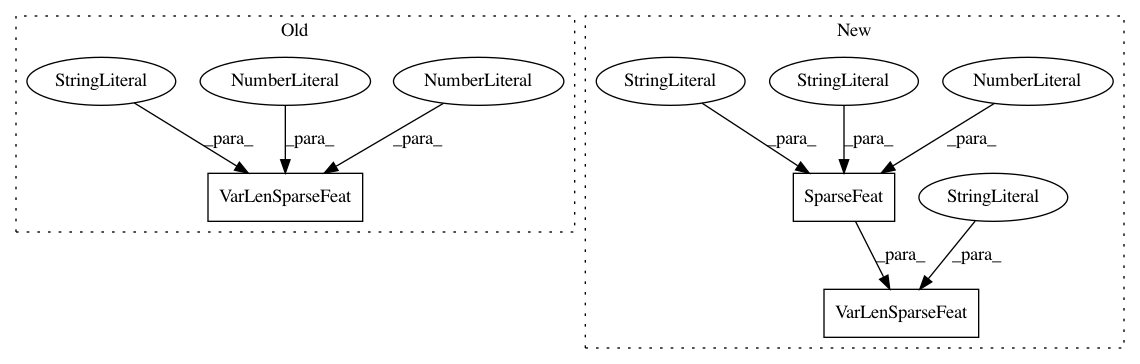 Old
New
StringLiteral
NumberLiteral
NumberLiteral
StringLiteral
StringLiteral
NumberLiteral
_para_
_para_
_para_
_para_
_para_
_para_
VarLenSparseFeat
SparseFeat
StringLiteral
_para_
_para_
VarLenSparseFeat